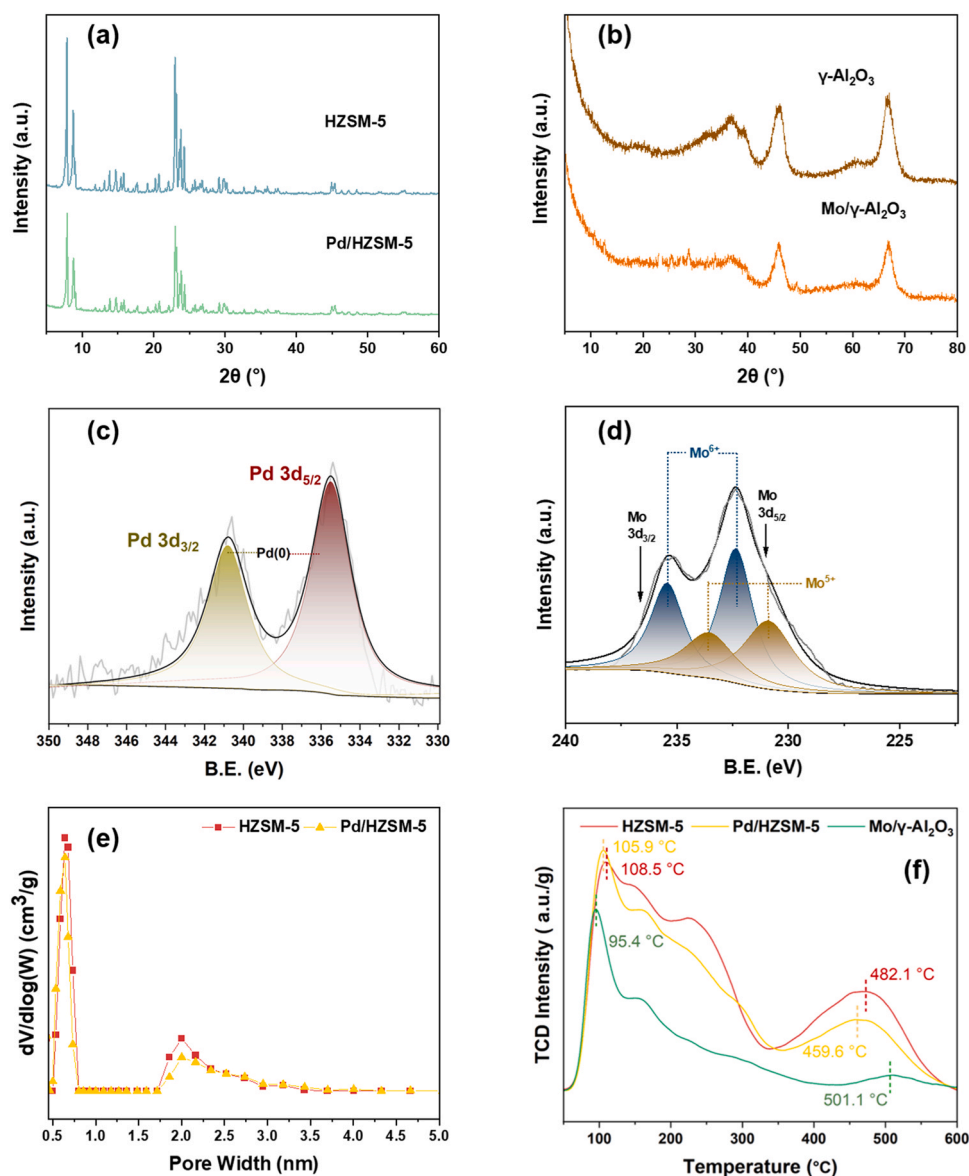 (a)
HZSM-5
Pd/HZSM-5
Intensity (a.u.)
10 20 30 40 50 60
2θ (°)
(b)
γ-Al₂O₃
Mo/γ-Al₂O₃
Intensity (a.u.)
10 20 30 40 50 60 70 80
2θ (°)
(c)
Pd 3d₅/₂
Pd 3d₃/₂
Pd(0)
Intensity (a.u.)
350 348 346 344 342 340 338 336 334 332 330
B.E. (eV)
(d)
Mo⁶⁺
Mo
3d₃/₂
Mo
3d₅/₂
Mo⁵⁺
Intensity (a.u.)
240 235 230 225
B.E. (eV)
(e)
HZSM-5 Pd/HZSM-5
dV/dlog(W) (cm³/g)
0.5 1.0 1.5 2.0 2.5 3.0 3.5 4.0 4.5 5.0
Pore Width (nm)
(f)
HZSM-5 Pd/HZSM-5 Mo/γ-Al₂O₃
105.9 °C
108.5 °C
95.4 °C
482.1 °C
459.6 °C
501.1 °C
TCD Intensity ( a.u./g)
100 200 300 400 500 600
Temperature (°C)